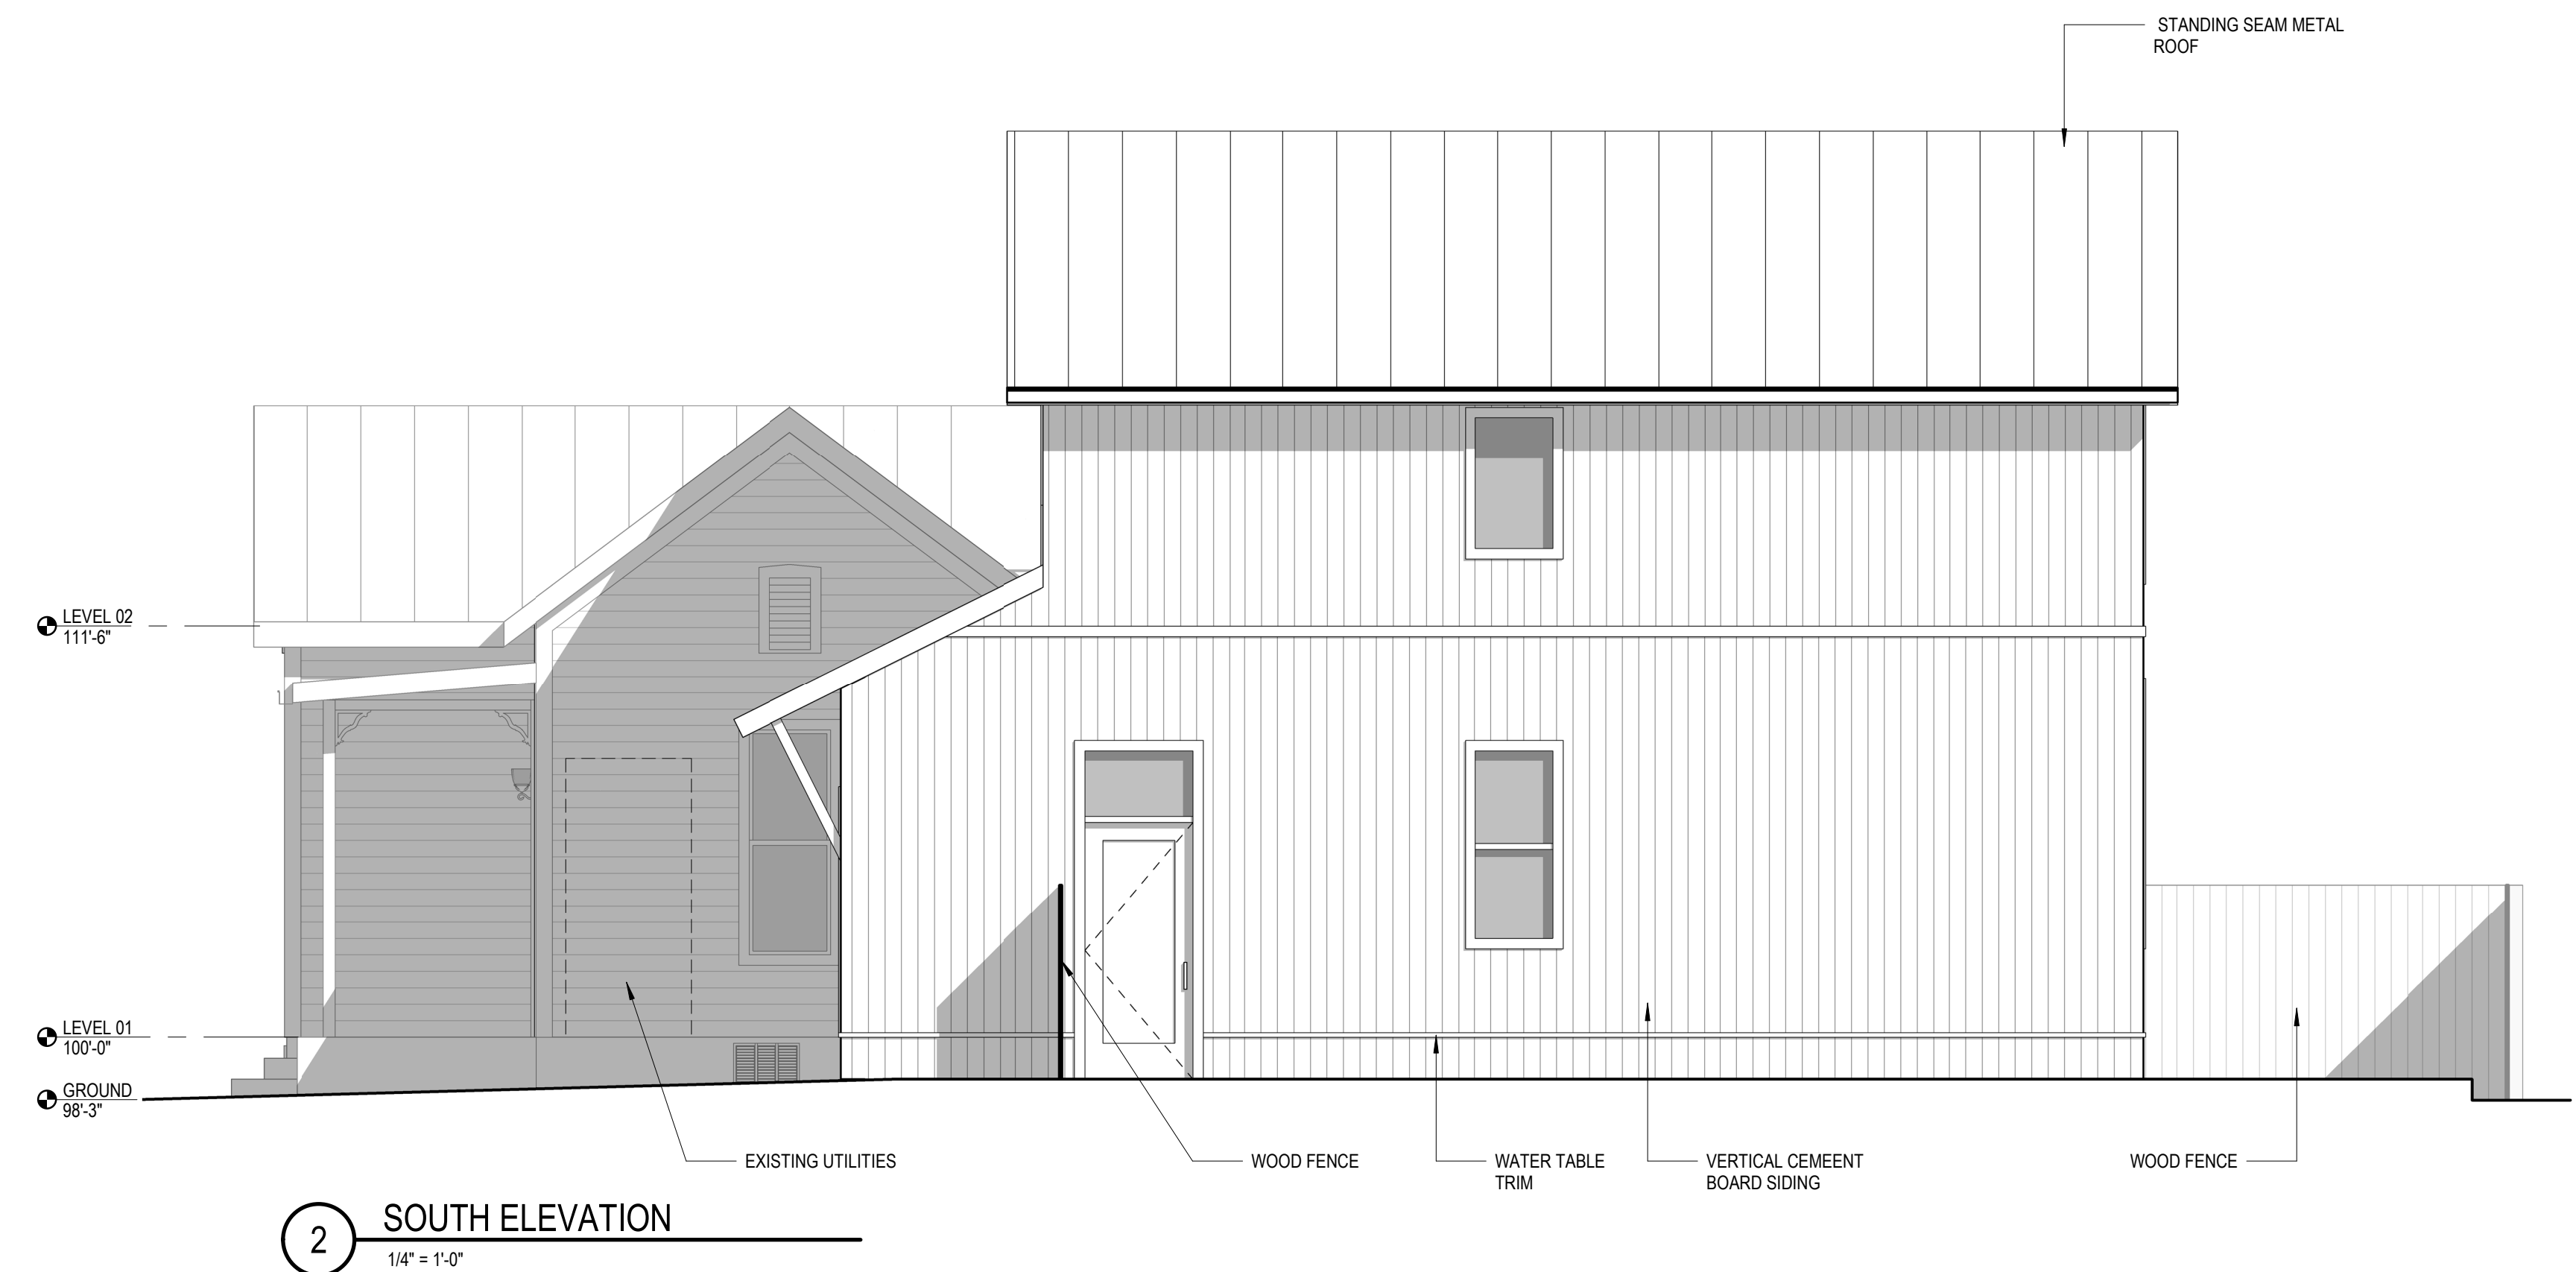 STANDING SEAM METAL
ROOF
LEVEL 02
111'-6"
LEVEL 01
100'-0"
GROUND
98'-3"
EXISTING UTILITIES
WOOD FENCE
WATER TABLE
TRIM
VERTICAL CEMEENT
BOARD SIDING
WOOD FENCE
2
SOUTH ELEVATION
1/4" = 1'-0"